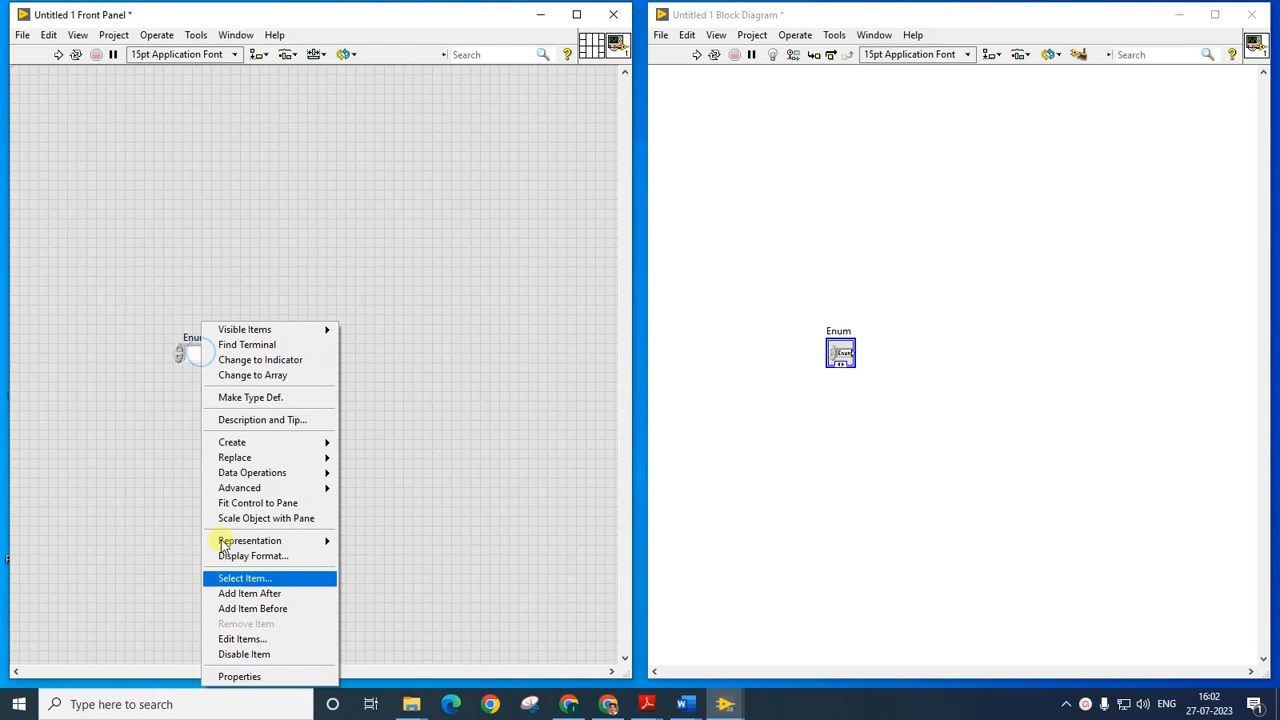 Untitled 1 Front Panel *
File Edit View Project Operate Tools Window Help
15pt Application Font
Search
Enum
Visible Items
Find Terminal
Change to Indicator
Change to Array
Make Type Def.
Description and Tip...
Create
Replace
Data Operations
Advanced
Fit Control to Pane
Scale Object with Pane
Representation
Display Format...
Select Item...
Add Item After
Add Item Before
Remove Item
Edit Items...
Disable Item
Properties
Untitled 1 Block Diagram *
File Edit View Project Operate Tools Window Help
15pt Application Font
Search
Enum
Enum
Type here to search
ENG
16:02
27-07-2023